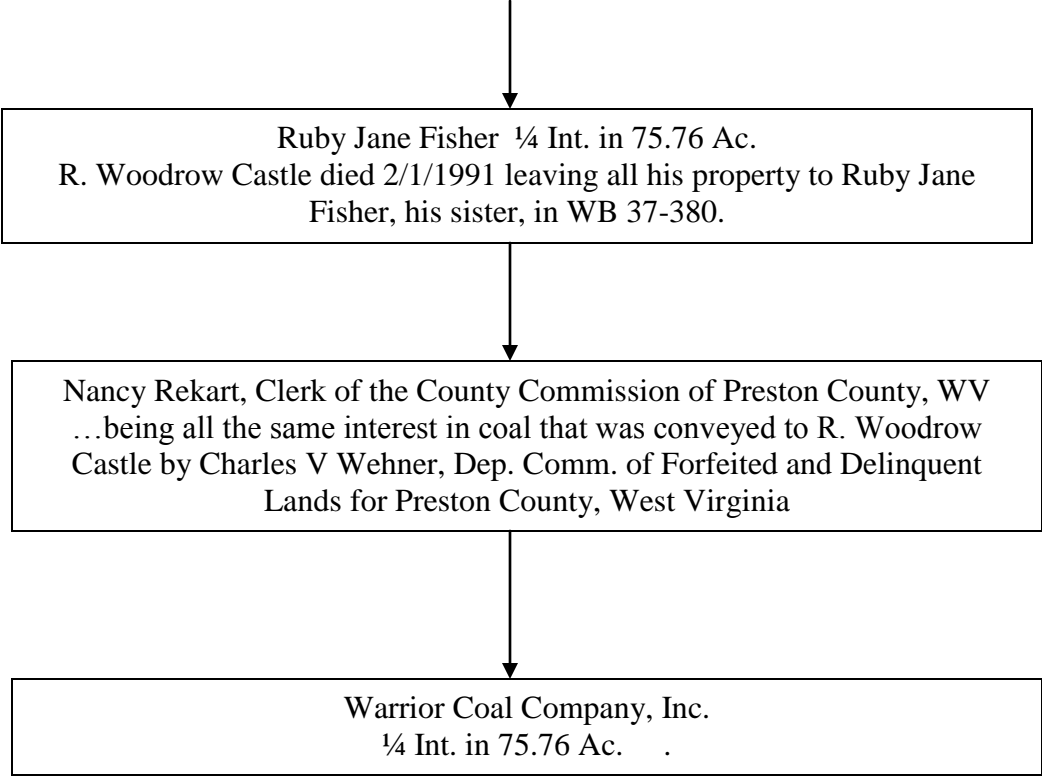 Ruby Jane Fisher ¼ Int. in 75.76 Ac.
R. Woodrow Castle died 2/1/1991 leaving all his property to Ruby Jane
Fisher, his sister, in WB 37-380.
Nancy Rekart, Clerk of the County Commission of Preston County, WV
…being all the same interest in coal that was conveyed to R. Woodrow
Castle by Charles V Wehner, Dep. Comm. of Forfeited and Delinquent
Lands for Preston County, West Virginia
Warrior Coal Company, Inc.
¼ Int. in 75.76 Ac. .